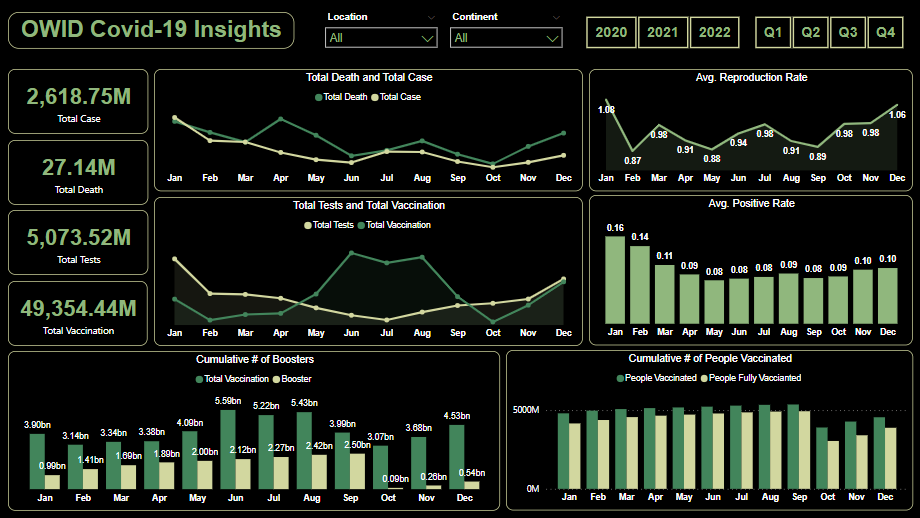 OWID Covid-19 Insights
Location
All
Continent
All
2020 2021 2022
Q1 Q2 Q3 Q4
2,618.75M
Total Case
27.14M
Total Death
5,073.52M
Total Tests
49,354.44M
Total Vaccination
Total Death and Total Case
Total Death Total Case
Jan Feb Mar Apr May Jun Jul Aug Sep Oct Nov Dec
Avg. Reproduction Rate
1.08 0.87 0.98 0.91 0.88 0.94 0.98 0.91 0.89 0.98 0.98 1.06
Jan Feb Mar Apr May Jun Jul Aug Sep Oct Nov Dec
Total Tests and Total Vaccination
Total Tests Total Vaccination
Jan Feb Mar Apr May Jun Jul Aug Sep Oct Nov Dec
Avg. Positive Rate
0.16 0.14 0.11 0.09 0.08 0.08 0.08 0.09 0.08 0.09 0.10 0.10
Jan Feb Mar Apr May Jun Jul Aug Sep Oct Nov Dec
Cumulative # of Boosters
Total Vaccination Booster
3.90bn 3.14bn 3.34bn 3.38bn 4.09bn 5.59bn 5.22bn 5.43bn 3.99bn 3.07bn 3.68bn 4.53bn
0.99bn 1.41bn 1.69bn 1.89bn 2.00bn 2.12bn 2.27bn 2.42bn 2.50bn 0.09bn 0.26bn 0.54bn
Jan Feb Mar Apr May Jun Jul Aug Sep Oct Nov Dec
Cumulative # of People Vaccinated
People Vaccinated People Fully Vaccianted
5000M
0M
Jan Feb Mar Apr May Jun Jul Aug Sep Oct Nov Dec